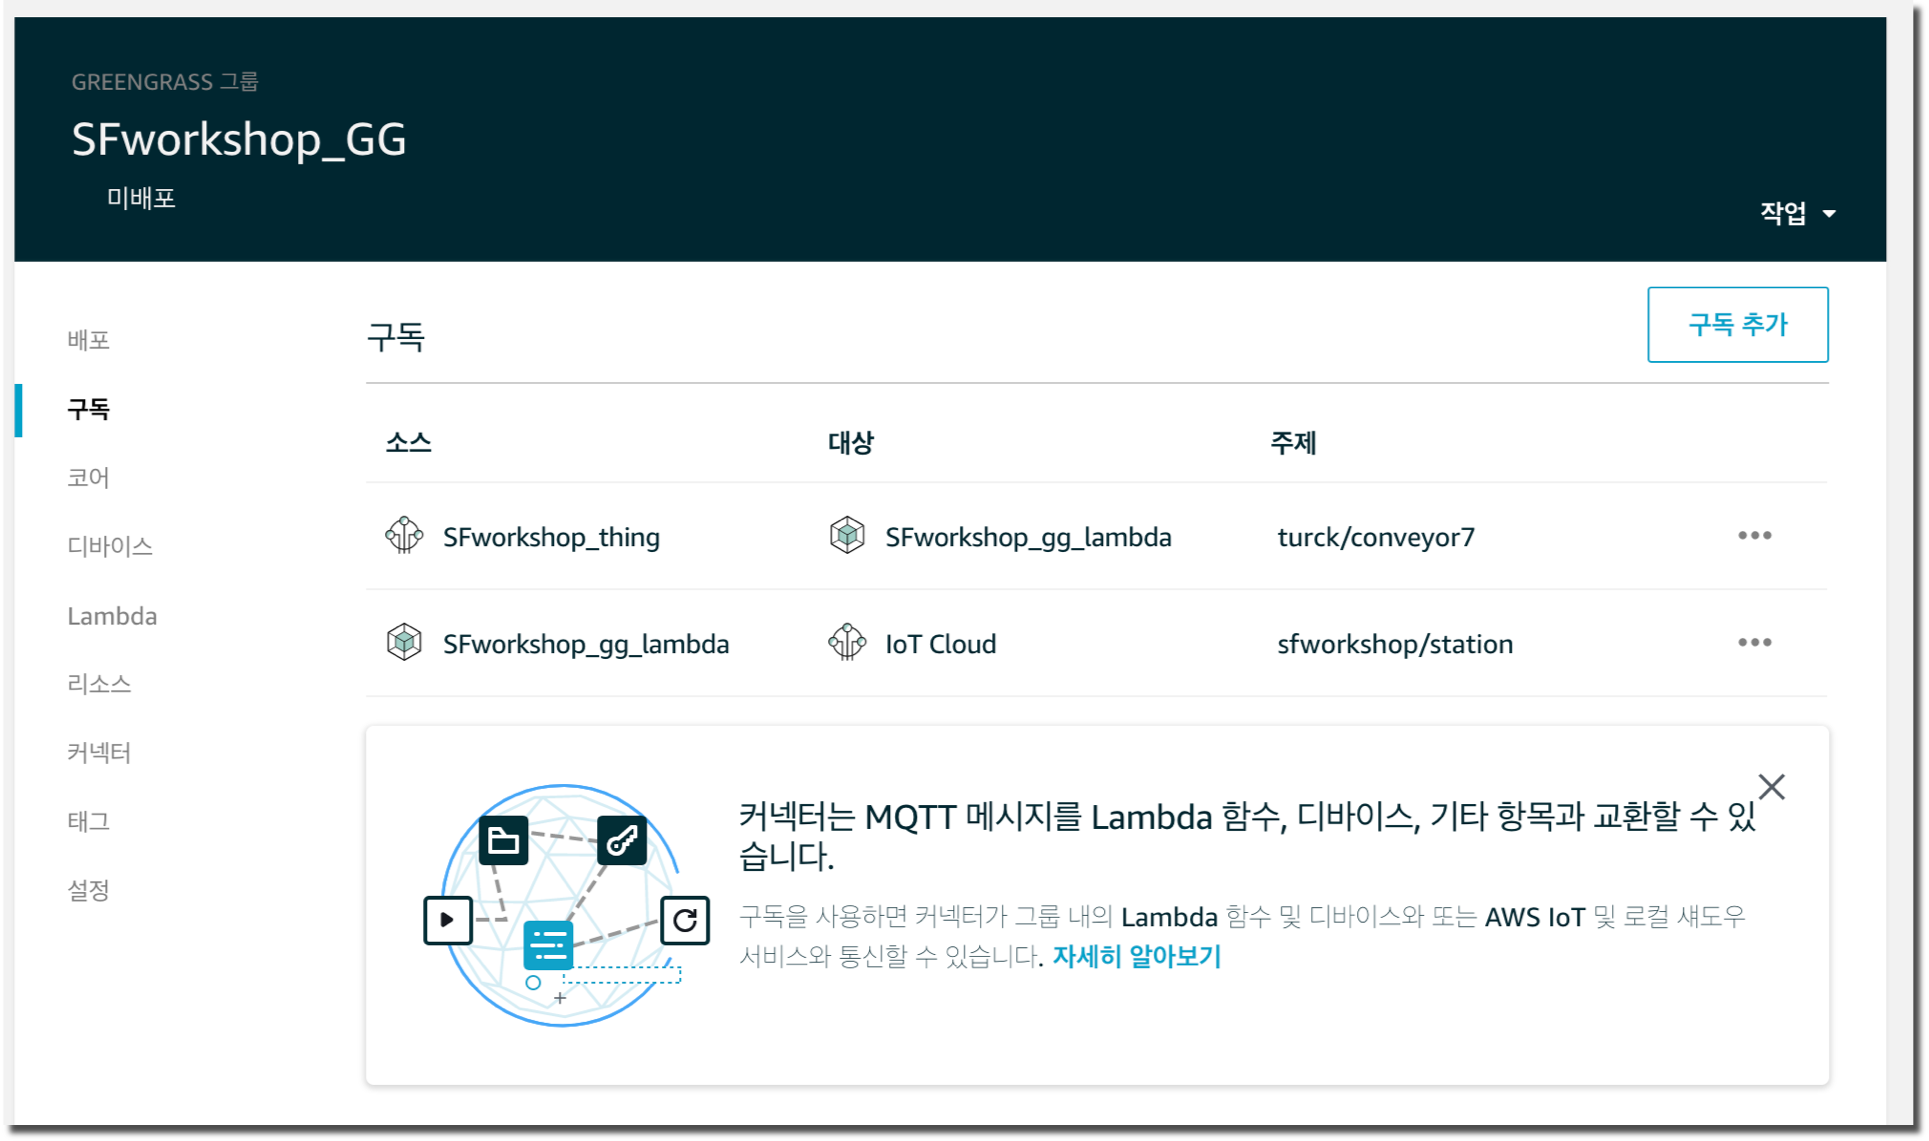 GREENGRASS 그룹
SFworkshop_GG
미배포
작업
배포
구독
코어
디바이스
Lambda
리소스
커넥터
태그
설정
구독
구독 추가
소스 대상 주제
SFworkshop_thing SFworkshop_gg_lambda turck/conveyor7
SFworkshop_gg_lambda IoT Cloud sfworkshop/station
커넥터는 MQTT 메시지를 Lambda 함수, 디바이스, 기타 항목과 교환할 수 있
습니다.
구독을 사용하면 커넥터가 그룹 내의 Lambda 함수 및 디바이스와 또는 AWS IoT 및 로컬 섀도우
서비스와 통신할 수 있습니다. 자세히 알아보기